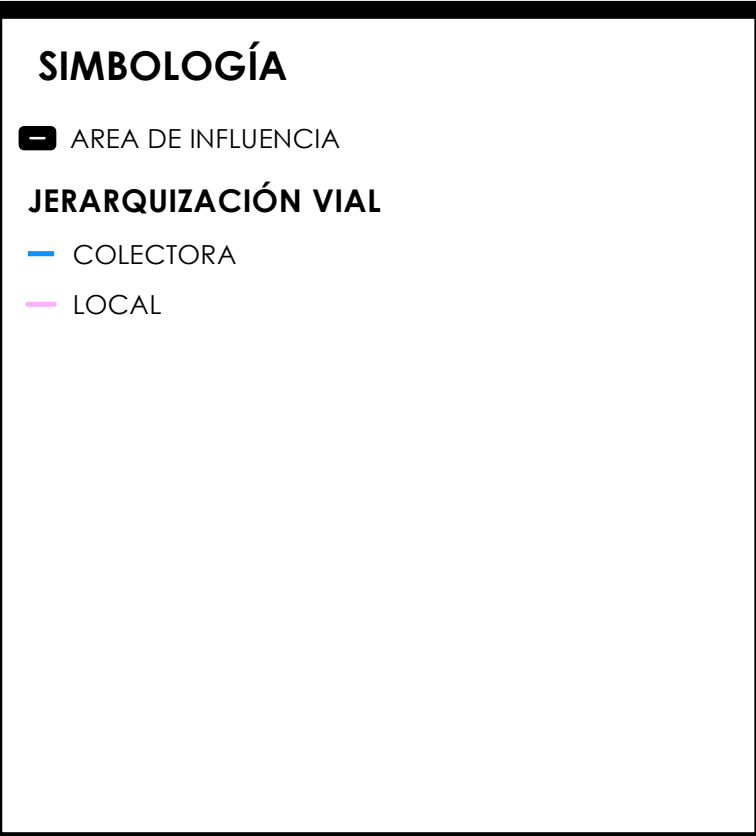 SIMBOLOGÍA
AREA DE INFLUENCIA
JERARQUIZACIÓN VIAL
COLECTORA
LOCAL